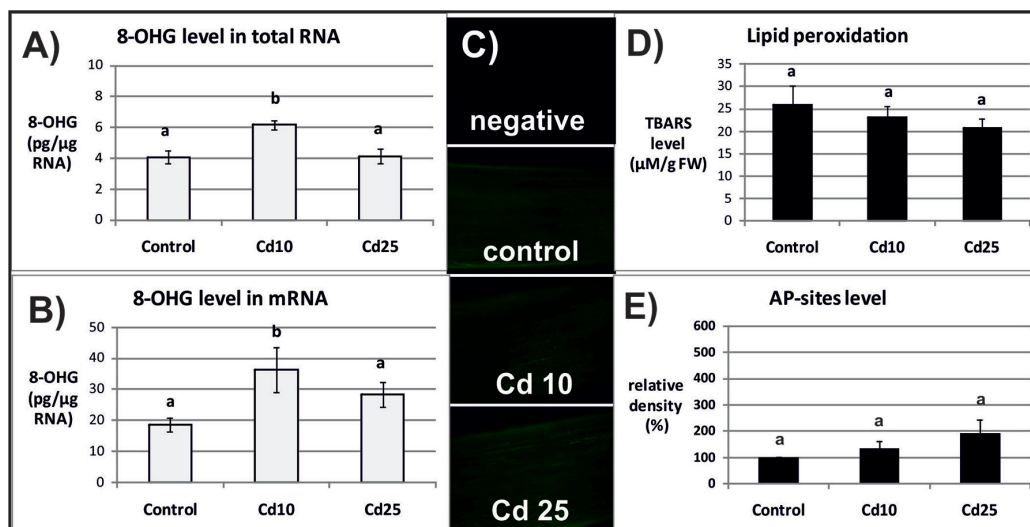 A)
8-OHG level in total RNA
8-OHG
(pg/µg
RNA)
10
8
6
4
2
0
a
b
a
Control
Cd10
Cd25
B)
8-OHG level in mRNA
8-OHG
(pg/µg
RNA)
50
40
30
20
10
0
a
b
a
Control
Cd10
Cd25
C)
negative
control
Cd 10
Cd 25
D)
Lipid peroxidation
TBARS
level
(µM/g FW)
35
30
25
20
15
10
5
0
a
a
a
Control
Cd10
Cd25
E)
AP-sites level
relative
density
(%)
600
500
400
300
200
100
0
a
a
a
Control
Cd10
Cd25